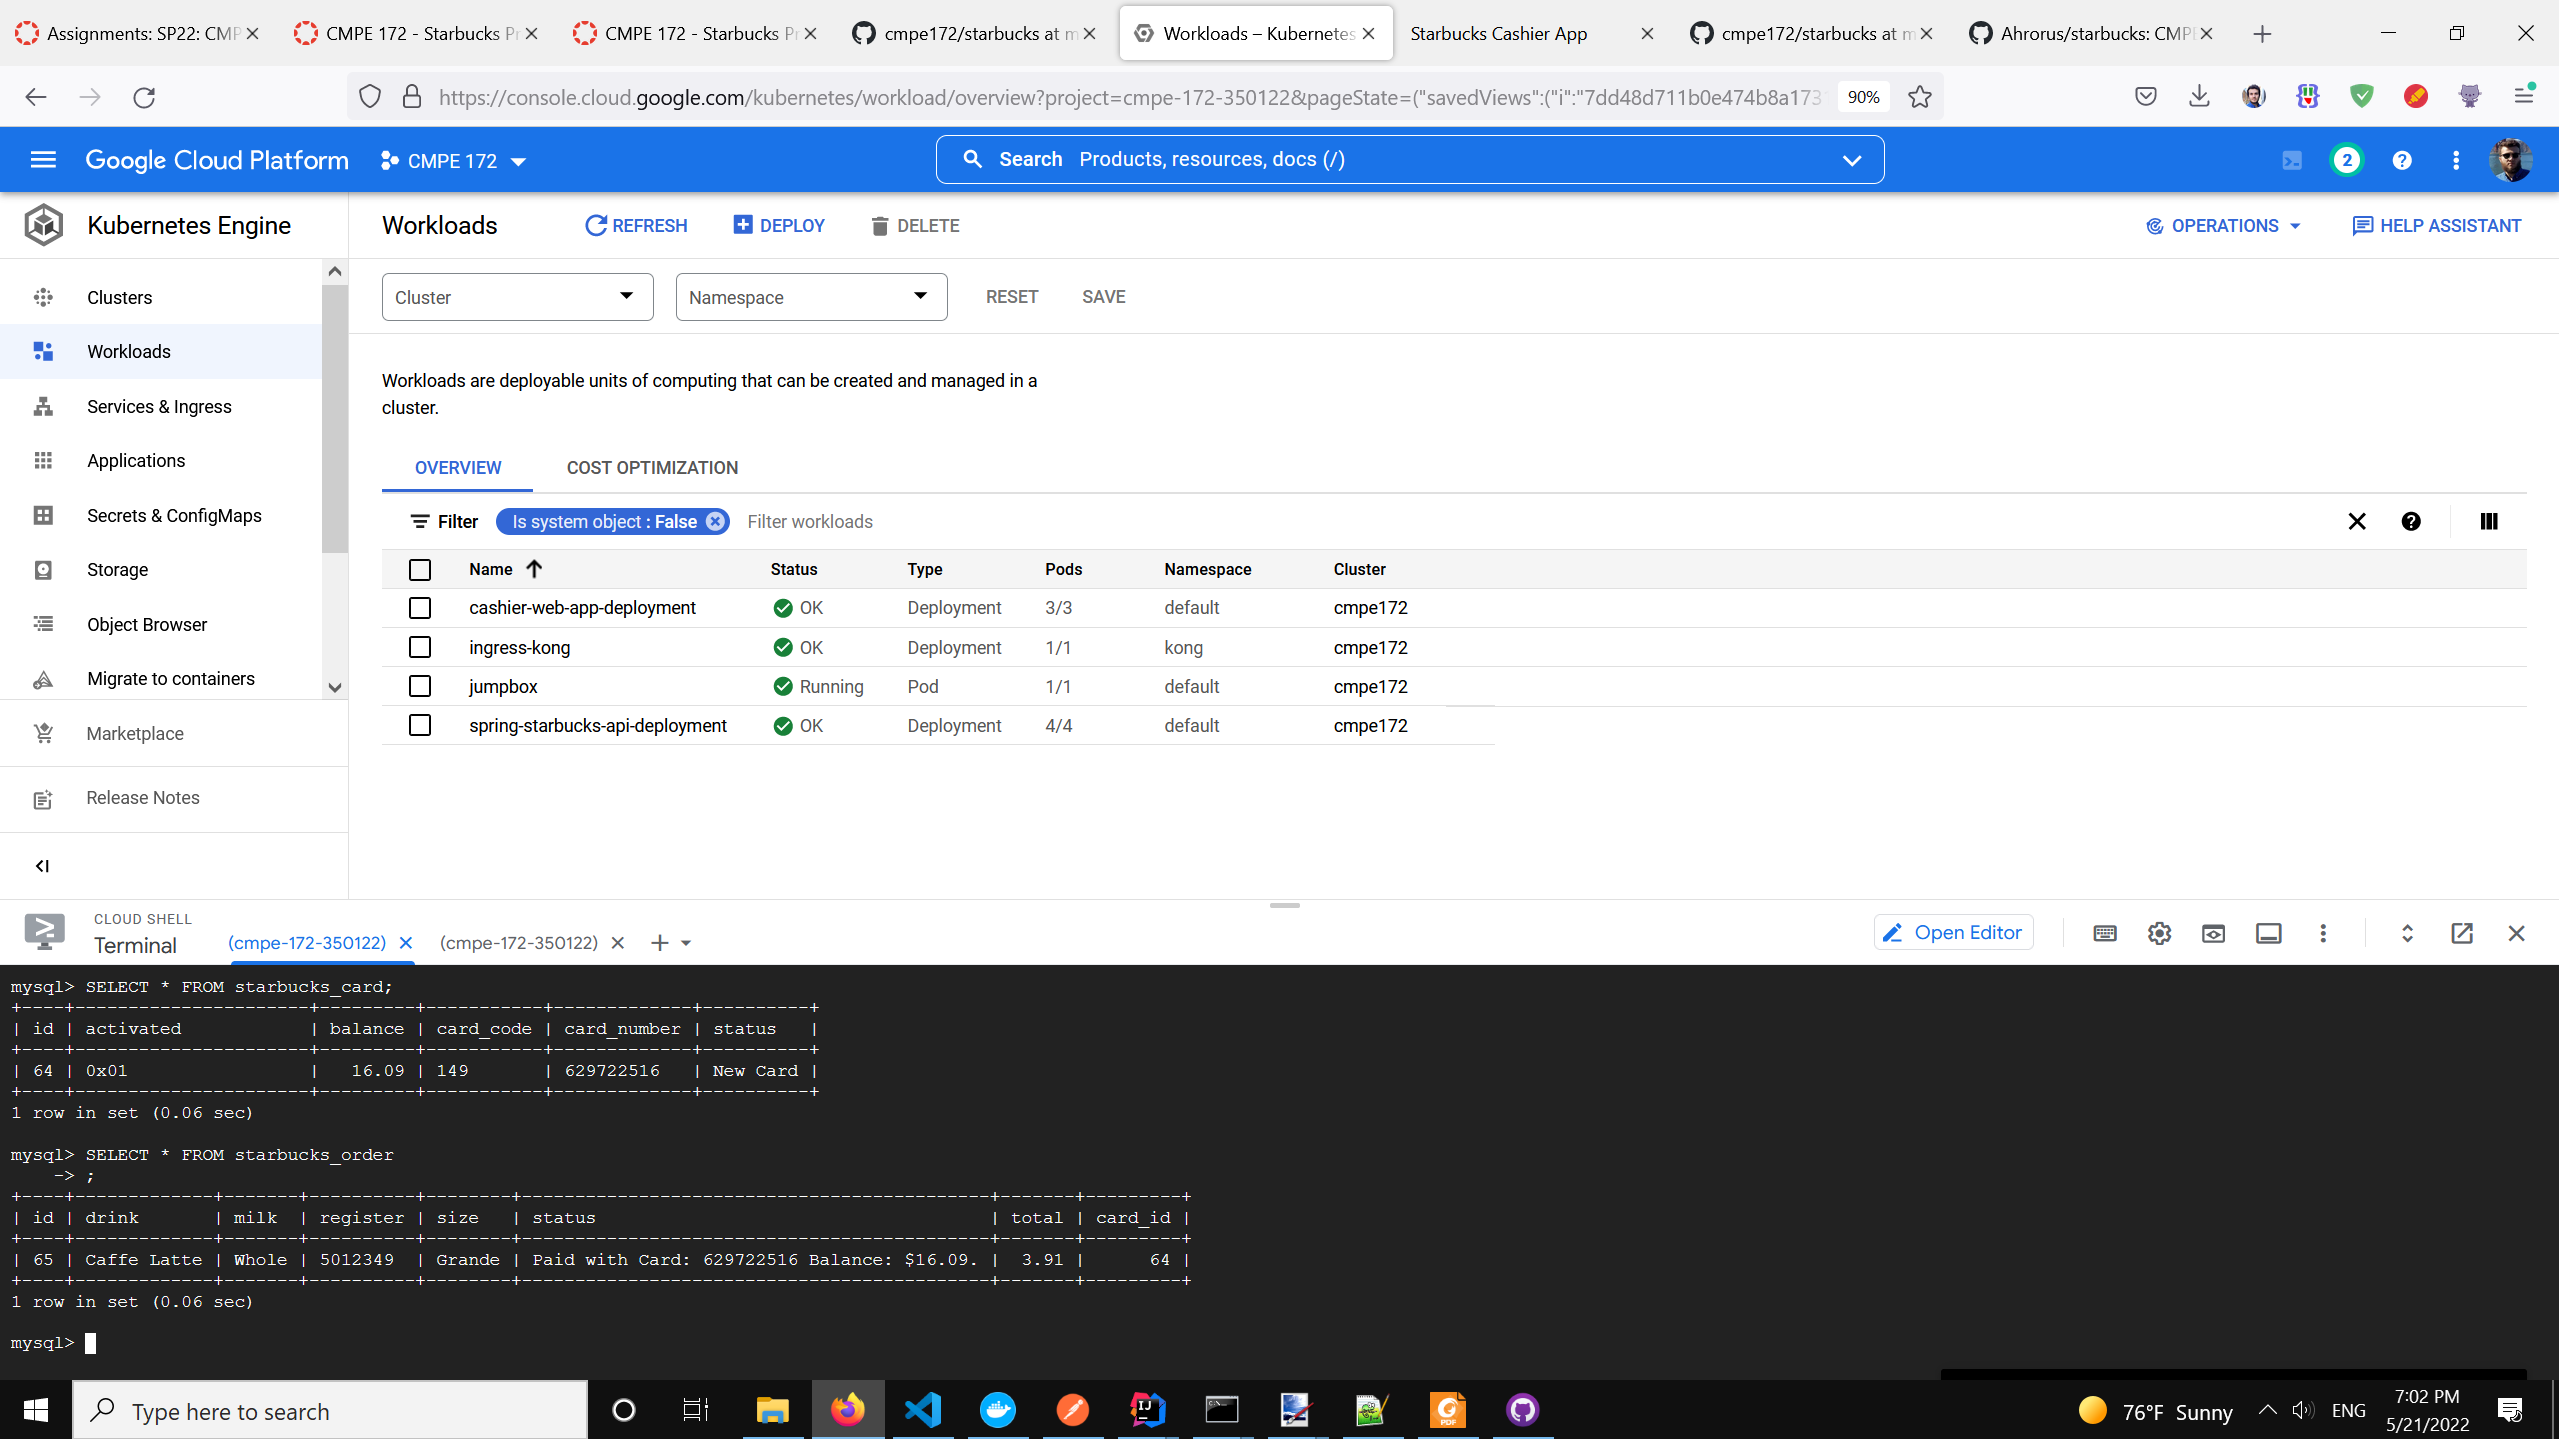 Assignments: SP22: CMP
CMPE 172 - Starbucks Pr
CMPE 172 - Starbucks Pr
cmpe172/starbucks at m
Workloads – Kubernetes
Starbucks Cashier App
cmpe172/starbucks at m
Ahrorus/starbucks: CMPE
https://console.cloud.google.com/kubernetes/workload/overview?project=cmpe-172-350122&pageState=("savedViews":("i":"7dd48d711b0e474b8a173
90%
Google Cloud Platform
CMPE 172
Search Products, resources, docs (/)
2
Kubernetes Engine
Workloads
REFRESH
DEPLOY
DELETE
OPERATIONS
HELP ASSISTANT
Clusters
Workloads
Services & Ingress
Applications
Secrets & ConfigMaps
Storage
Object Browser
Migrate to containers
Marketplace
Release Notes
Cluster
Namespace
RESET
SAVE
Workloads are deployable units of computing that can be created and managed in a
cluster.
OVERVIEW
COST OPTIMIZATION
Filter
Is system object : False
Filter workloads
Name Status Type Pods Namespace Cluster
cashier-web-app-deployment OK Deployment 3/3 default cmpe172
ingress-kong OK Deployment 1/1 kong cmpe172
jumpbox Running Pod 1/1 default cmpe172
spring-starbucks-api-deployment OK Deployment 4/4 default cmpe172
CLOUD SHELL
Terminal
(cmpe-172-350122)
(cmpe-172-350122)
Open Editor
mysql> SELECT * FROM starbucks_card;
+----+----------------------+---------+-----------+-------------+----------+
| id | activated            | balance | card_code | card_number | status   |
+----+----------------------+---------+-----------+-------------+----------+
| 64 | 0x01                 |   16.09 | 149       | 629722516   | New Card |
+----+----------------------+---------+-----------+-------------+----------+
1 row in set (0.06 sec)
mysql> SELECT * FROM starbucks_order
    -> ;
+----+-------------+-------+----------+--------+--------------------------------------------+-------+---------+
| id | drink       | milk  | register | size   | status                                     | total | card_id |
+----+-------------+-------+----------+--------+--------------------------------------------+-------+---------+
| 65 | Caffe Latte | Whole | 5012349  | Grande | Paid with Card: 629722516 Balance: $16.09. |  3.91 |      64 |
+----+-------------+-------+----------+--------+--------------------------------------------+-------+---------+
1 row in set (0.06 sec)
mysql>
Type here to search
76°F Sunny
ENG
7:02 PM
5/21/2022